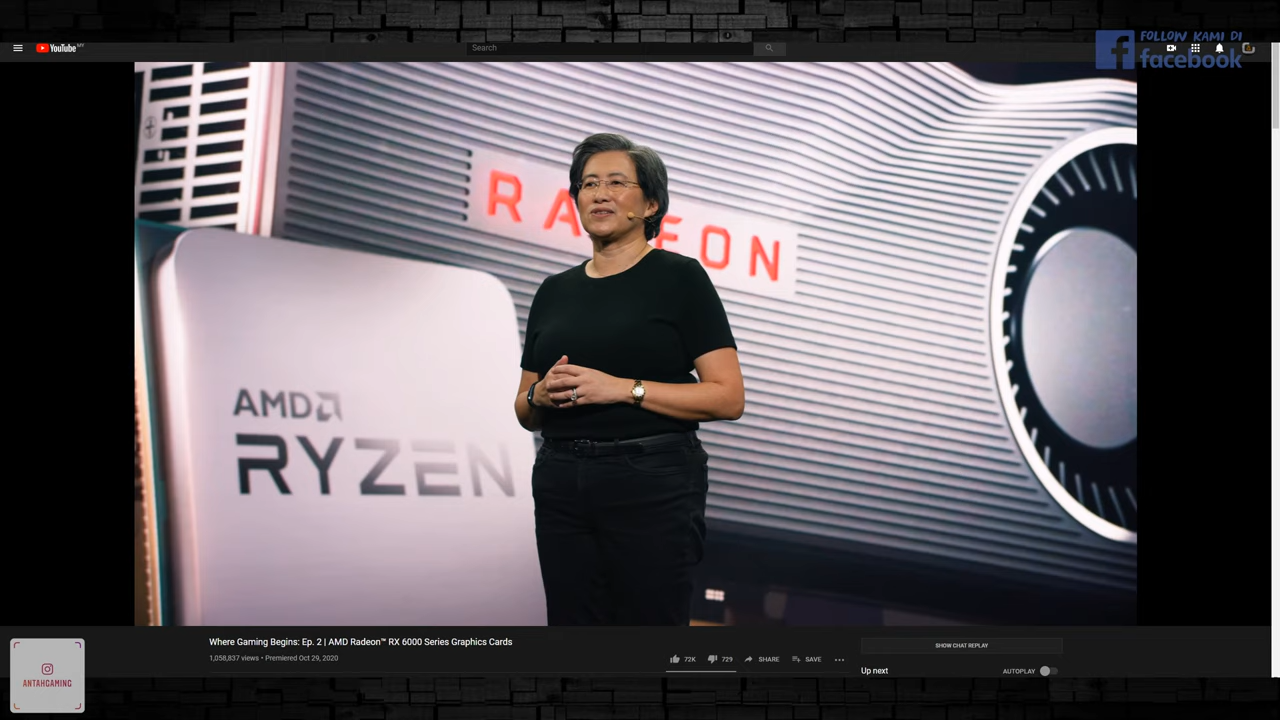 FOLLOW KAMI DI
facebook
YouTube MY
Search
RADEON
AMD
RYZEN
Where Gaming Begins: Ep. 2 | AMD Radeon™ RX 6000 Series Graphics Cards
1,058,837 views • Premiered Oct 29, 2020
72K
729
SHARE
SAVE
SHOW CHAT REPLAY
Up next
AUTOPLAY
ANTAHGAMING